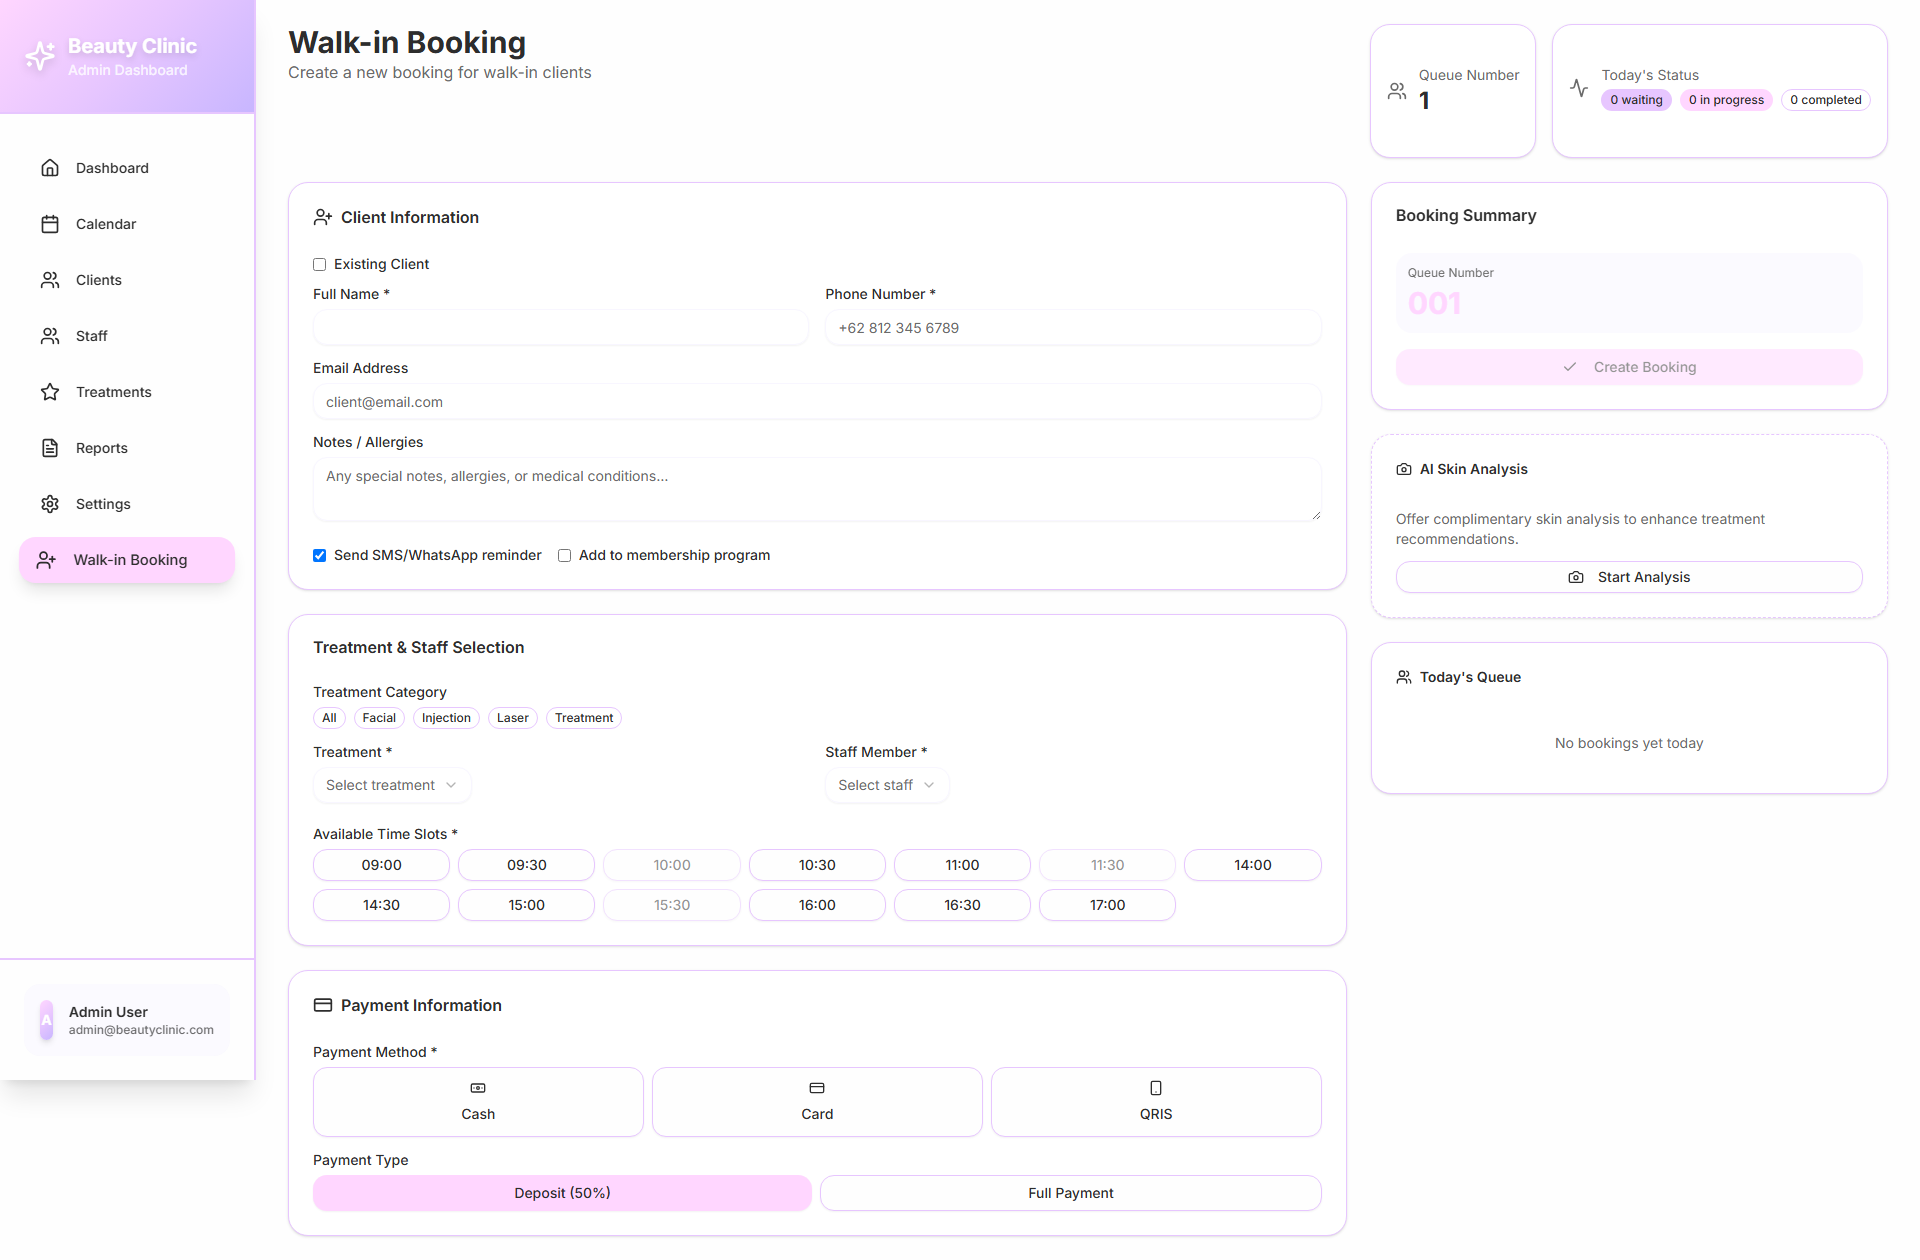 Beauty Clinic
Admin Dashboard
Dashboard
Calendar
Clients
Staff
Treatments
Reports
Settings
Walk-in Booking
A
Admin User
admin@beautyclinic.com
Walk-in Booking
Create a new booking for walk-in clients
Queue Number
1
Today's Status
0 waiting 0 in progress 0 completed
Client Information
Existing Client
Full Name * Phone Number *
+62 812 345 6789
Email Address
client@email.com
Notes / Allergies
Any special notes, allergies, or medical conditions...
Send SMS/WhatsApp reminder Add to membership program
Treatment & Staff Selection
Treatment Category
All Facial Injection Laser Treatment
Treatment * Staff Member *
Select treatment Select staff
Available Time Slots *
09:00 09:30 10:00 10:30 11:00 11:30 14:00
14:30 15:00 15:30 16:00 16:30 17:00
Payment Information
Payment Method *
Cash Card QRIS
Payment Type
Deposit (50%) Full Payment
Booking Summary
Queue Number
001
Create Booking
AI Skin Analysis
Offer complimentary skin analysis to enhance treatment
recommendations.
Start Analysis
Today's Queue
No bookings yet today